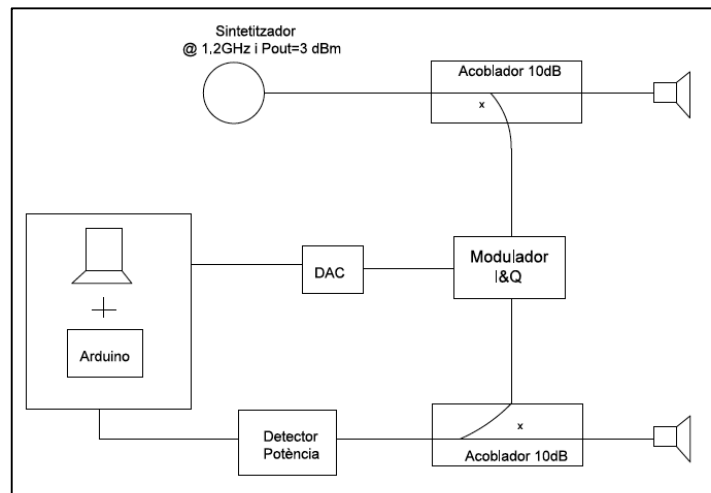 Sintetitzador
@ 1,2GHz i Pout=3 dBm
Acoblador 10dB
x
Modulador
I&Q
DAC
Arduino
Detector
Potència
x
Acoblador 10dB